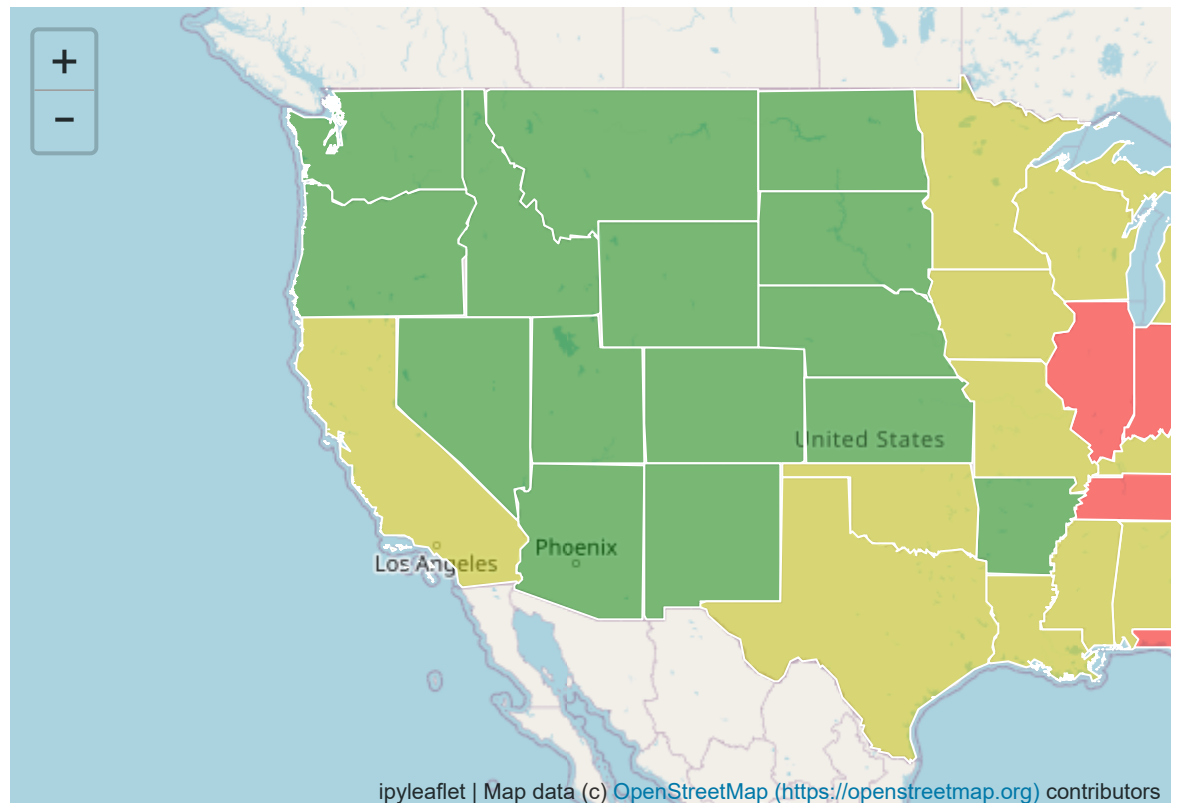 +
−
United States
Phoenix
Los Angeles
ipyleaflet | Map data (c) OpenStreetMap (https://openstreetmap.org) contributors